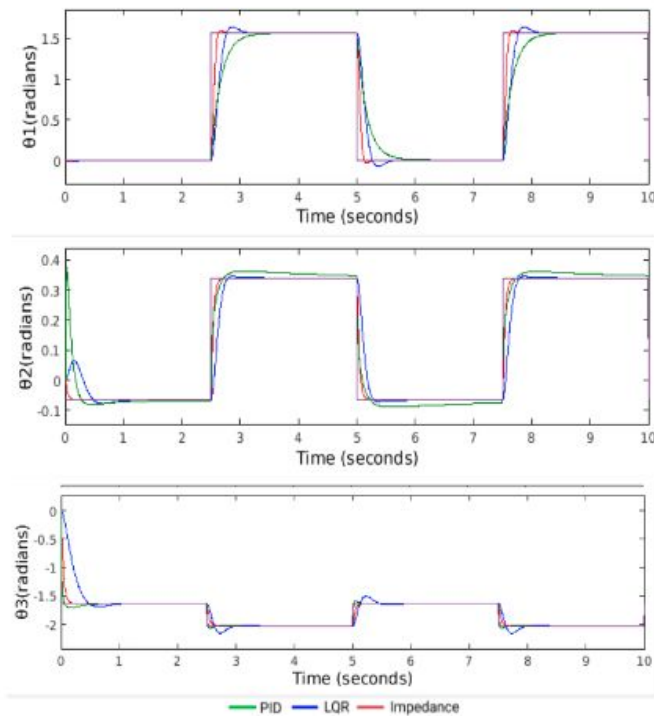 1.5
1
0.5
0
θ1(radians)
0 1 2 3 4 5 6 7 8 9 10
Time (seconds)
0.4
0.3
0.2
0.1
0
-0.1
θ2(radians)
0 1 2 3 4 5 6 7 8 9 10
Time (seconds)
0
-0.5
-1
-1.5
-2
θ3(radians)
0 1 2 3 4 5 6 7 8 9 10
Time (seconds)
PID LQR Impedance